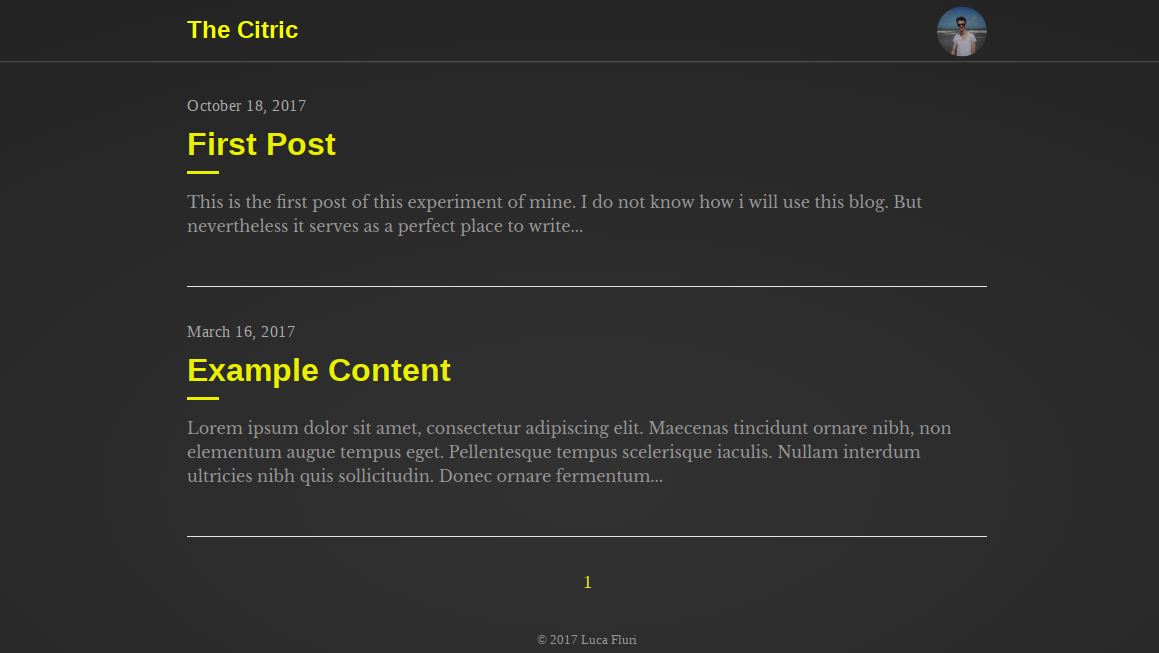 The Citric
October 18, 2017
First Post
This is the first post of this experiment of mine. I do not know how i will use this blog. But
nevertheless it serves as a perfect place to write...
March 16, 2017
Example Content
Lorem ipsum dolor sit amet, consectetur adipiscing elit. Maecenas tincidunt ornare nibh, non
elementum augue tempus eget. Pellentesque tempus scelerisque iaculis. Nullam interdum
ultricies nibh quis sollicitudin. Donec ornare fermentum...
1
© 2017 Luca Fluri